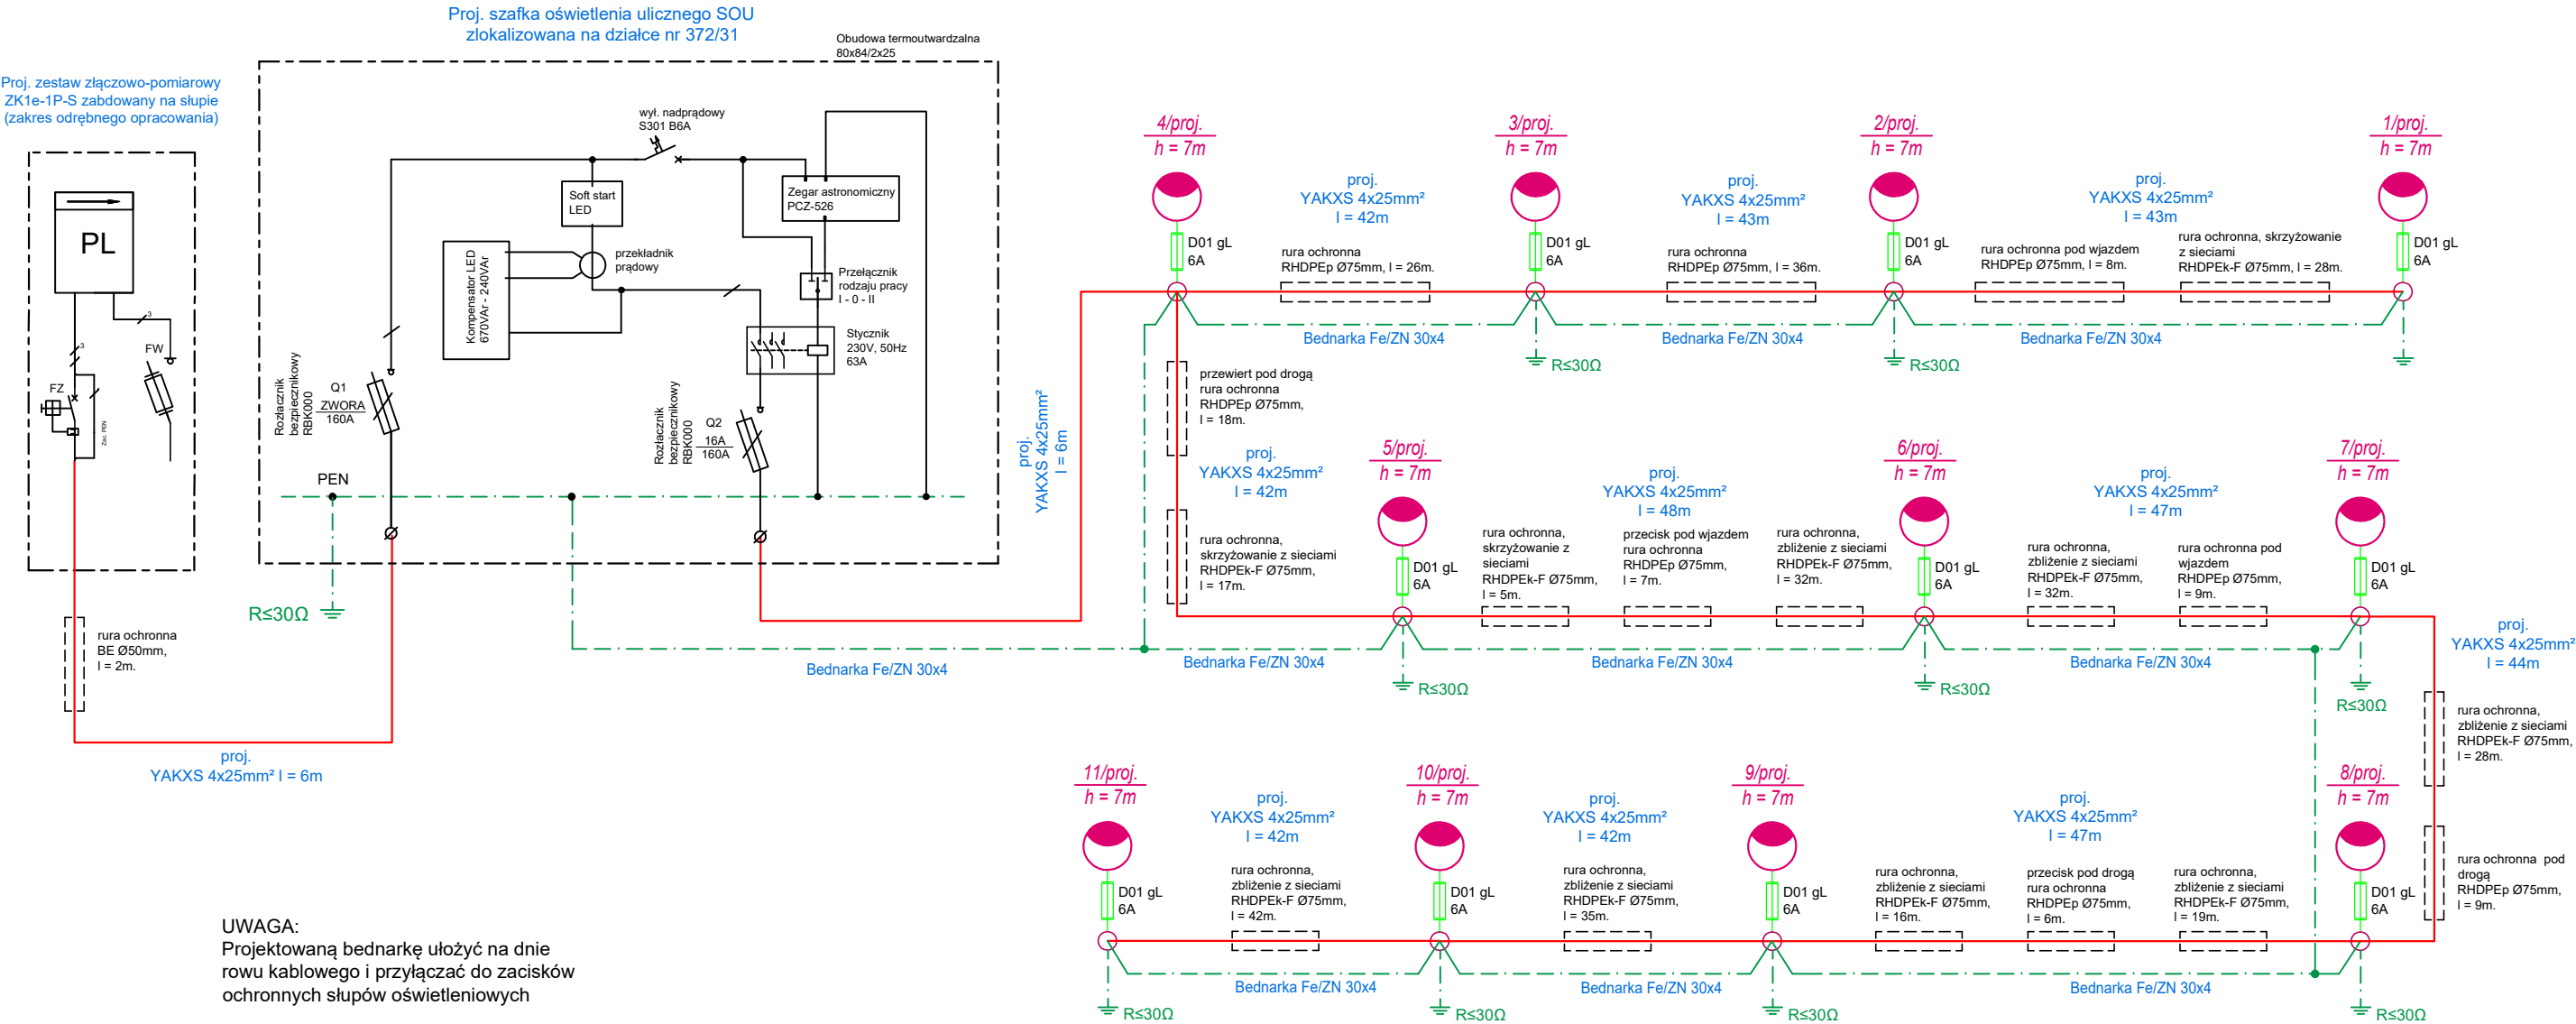 Proj. szafka oświetlenia ulicznego SOU
zlokalizowana na działce nr 372/31
Obudowa termoutwardzalna
80x84/2x25
Proj. zestaw złączowo-pomiarowy
ZK1e-1P-S zabdowany na słupie
(zakres odrębnego opracowania)
PL
3
3
FW
FZ
Zac. PEN
wył. nadprądowy
S301 B6A
Soft start
LED
Zegar astronomiczny
PCZ-526
Kompensator LED
670VAr - 240VAr
przekładnik
prądowy
Przełącznik
rodzaju pracy
I - 0 - II
Stycznik
230V, 50Hz
63A
Rozłacznik
bezpiecznikowy
RBK000
Q1
ZWORA
160A
Rozłacznik
bezpiecznikowy
RBK000
Q2
16A
160A
PEN
R≤30Ω
rura ochronna
BE Ø50mm,
l = 2m.
proj.
YAKXS 4x25mm² l = 6m
Bednarka Fe/ZN 30x4
proj.
YAKXS 4x25mm²
l = 6m
4/proj.
h = 7m
D01 gL
6A
proj.
YAKXS 4x25mm²
l = 42m
rura ochronna
RHDPEp Ø75mm, l = 26m.
Bednarka Fe/ZN 30x4
3/proj.
h = 7m
D01 gL
6A
R≤30Ω
proj.
YAKXS 4x25mm²
l = 43m
rura ochronna
RHDPEp Ø75mm, l = 36m.
Bednarka Fe/ZN 30x4
2/proj.
h = 7m
D01 gL
6A
R≤30Ω
proj.
YAKXS 4x25mm²
l = 43m
rura ochronna pod wjazdem
RHDPEp Ø75mm, l = 8m.
rura ochronna, skrzyżowanie
z sieciami
RHDPEk-F Ø75mm, l = 28m.
Bednarka Fe/ZN 30x4
1/proj.
h = 7m
D01 gL
6A
przewiert pod drogą
rura ochronna
RHDPEp Ø75mm,
l = 18m.
proj.
YAKXS 4x25mm²
l = 42m
rura ochronna,
skrzyżowanie z sieciami
RHDPEk-F Ø75mm,
l = 17m.
Bednarka Fe/ZN 30x4
5/proj.
h = 7m
D01 gL
6A
R≤30Ω
proj.
YAKXS 4x25mm²
l = 48m
rura ochronna,
skrzyżowanie z
sieciami
RHDPEk-F Ø75mm,
l = 5m.
przecisk pod wjazdem
rura ochronna
RHDPEp Ø75mm,
l = 7m.
rura ochronna,
zbliżenie z sieciami
RHDPEk-F Ø75mm,
l = 32m.
Bednarka Fe/ZN 30x4
6/proj.
h = 7m
D01 gL
6A
R≤30Ω
proj.
YAKXS 4x25mm²
l = 47m
rura ochronna,
zbliżenie z sieciami
RHDPEk-F Ø75mm,
l = 32m.
rura ochronna pod
wjazdem
RHDPEp Ø75mm,
l = 9m.
Bednarka Fe/ZN 30x4
7/proj.
h = 7m
D01 gL
6A
R≤30Ω
proj.
YAKXS 4x25mm²
l = 44m
rura ochronna,
zbliżenie z sieciami
RHDPEk-F Ø75mm,
l = 28m.
rura ochronna  pod
drogą
RHDPEp Ø75mm,
l = 9m.
11/proj.
h = 7m
D01 gL
6A
R≤30Ω
proj.
YAKXS 4x25mm²
l = 42m
rura ochronna,
zbliżenie z sieciami
RHDPEk-F Ø75mm,
l = 42m.
Bednarka Fe/ZN 30x4
10/proj.
h = 7m
D01 gL
6A
R≤30Ω
proj.
YAKXS 4x25mm²
l = 42m
rura ochronna,
zbliżenie z sieciami
RHDPEk-F Ø75mm,
l = 35m.
Bednarka Fe/ZN 30x4
9/proj.
h = 7m
D01 gL
6A
R≤30Ω
proj.
YAKXS 4x25mm²
l = 47m
rura ochronna,
zbliżenie z sieciami
RHDPEk-F Ø75mm,
l = 16m.
przecisk pod drogą
rura ochronna
RHDPEp Ø75mm,
l = 6m.
rura ochronna,
zbliżenie z sieciami
RHDPEk-F Ø75mm,
l = 19m.
Bednarka Fe/ZN 30x4
8/proj.
h = 7m
D01 gL
6A
R≤30Ω
UWAGA:
Projektowaną bednarkę ułożyć na dnie
rowu kablowego i przyłączać do zacisków
ochronnych słupów oświetleniowych